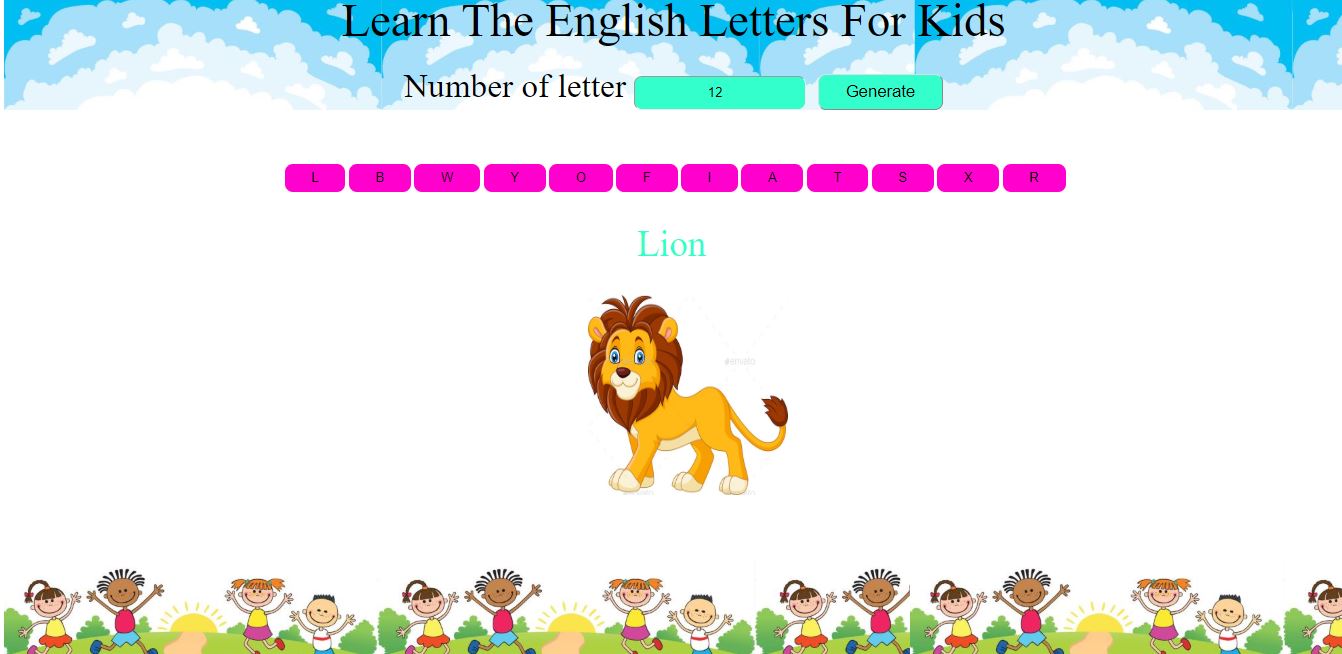 Learn The English Letters For Kids
Number of letter 12 Generate
L B W Y O F I A T S X R
Lion
#envato